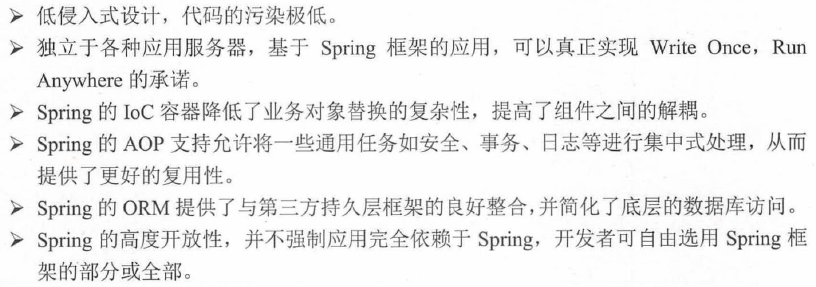 ➢ 低侵入式设计，代码的污染极低。
➢ 独立于各种应用服务器，基于 Spring 框架的应用，可以真正实现 Write Once，Run
Anywhere 的承诺。
➢ Spring 的 IoC 容器降低了业务对象替换的复杂性，提高了组件之间的解耦。
➢ Spring 的 AOP 支持允许将一些通用任务如安全、事务、日志等进行集中式处理，从而
提供了更好的复用性。
➢ Spring 的 ORM 提供了与第三方持久层框架的良好整合，并简化了底层的数据库访问。
➢ Spring 的高度开放性，并不强制应用完全依赖于 Spring，开发者可自由选用 Spring 框
架的部分或全部。